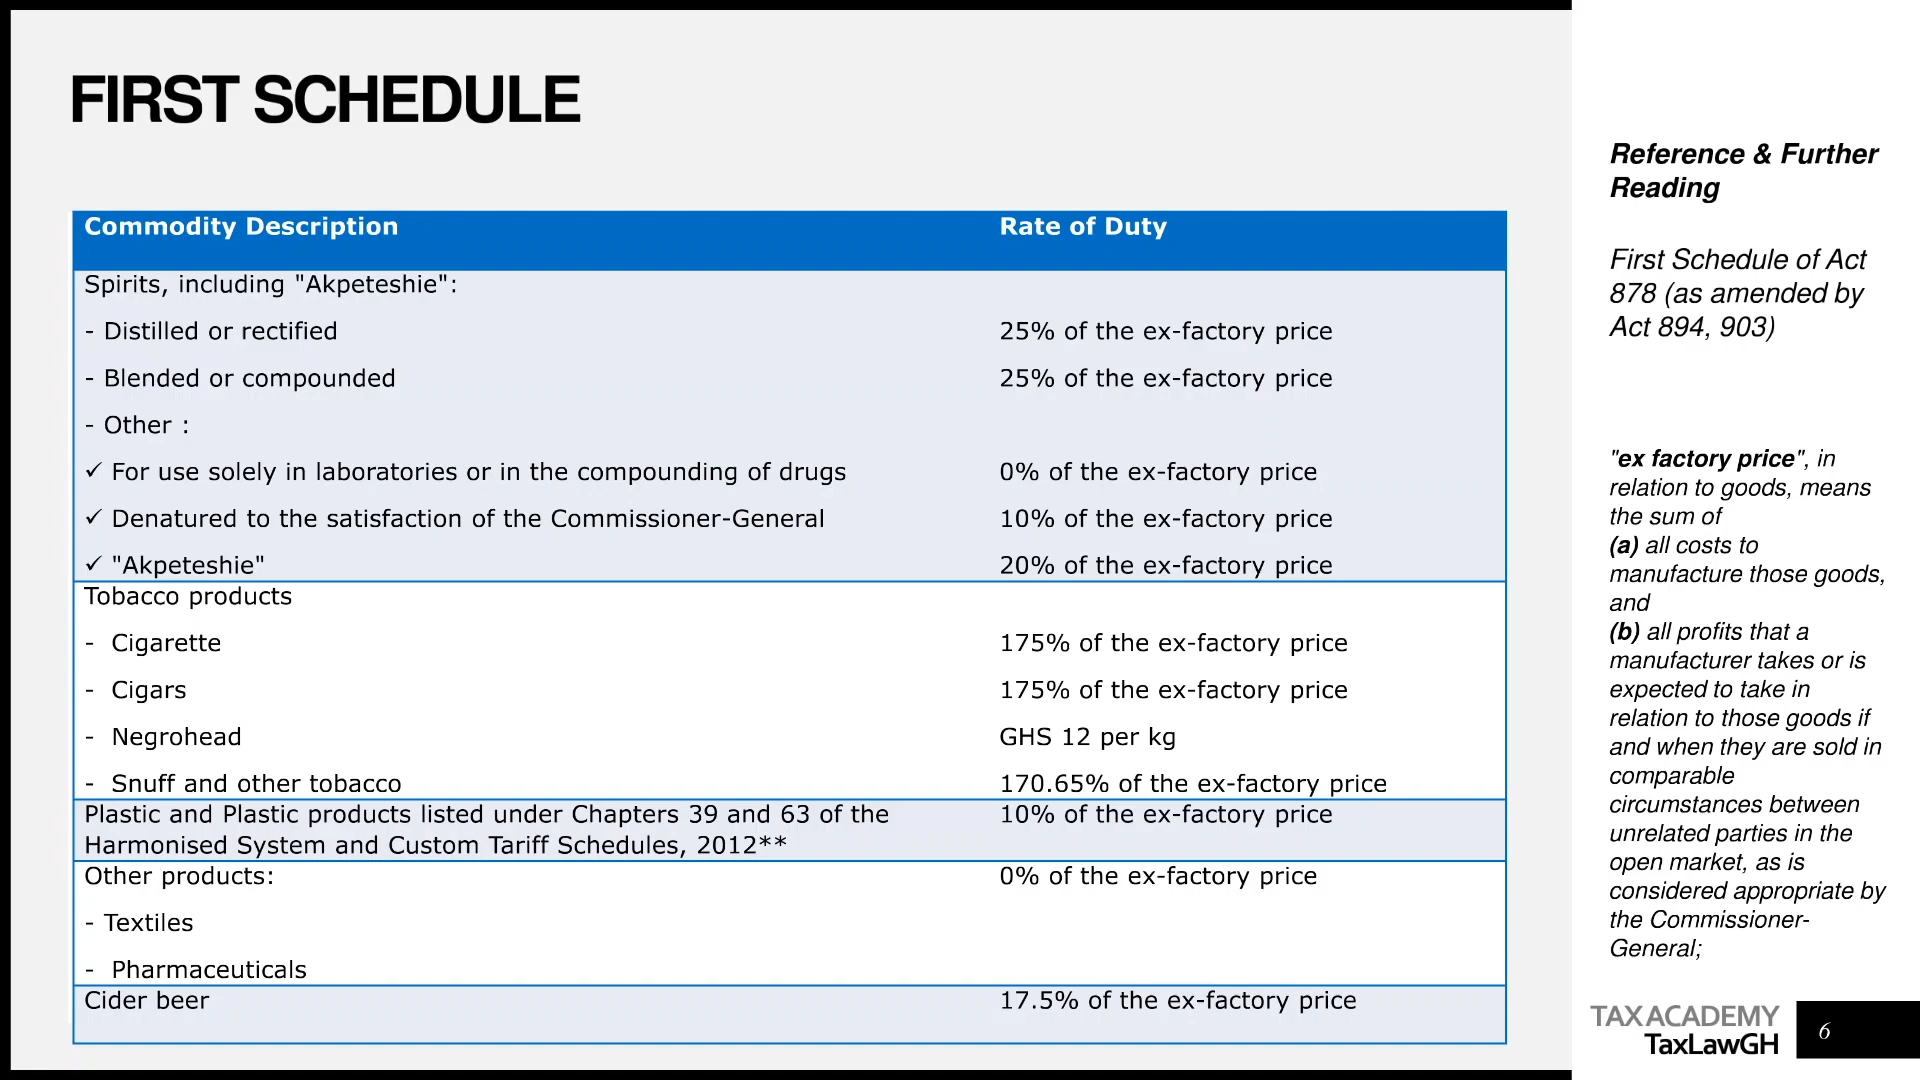 FIRST SCHEDULE
Commodity Description Rate of Duty
Spirits, including "Akpeteshie":
- Distilled or rectified 25% of the ex-factory price
- Blended or compounded 25% of the ex-factory price
- Other :
✓ For use solely in laboratories or in the compounding of drugs 0% of the ex-factory price
✓ Denatured to the satisfaction of the Commissioner-General 10% of the ex-factory price
✓ "Akpeteshie" 20% of the ex-factory price
Tobacco products
- Cigarette 175% of the ex-factory price
- Cigars 175% of the ex-factory price
- Negrohead GHS 12 per kg
- Snuff and other tobacco 170.65% of the ex-factory price
Plastic and Plastic products listed under Chapters 39 and 63 of the 10% of the ex-factory price
Harmonised System and Custom Tariff Schedules, 2012**
Other products: 0% of the ex-factory price
- Textiles
- Pharmaceuticals
Cider beer 17.5% of the ex-factory price
Reference & Further
Reading
First Schedule of Act
878 (as amended by
Act 894, 903)
"ex factory price", in
relation to goods, means
the sum of
(a) all costs to
manufacture those goods,
and
(b) all profits that a
manufacturer takes or is
expected to take in
relation to those goods if
and when they are sold in
comparable
circumstances between
unrelated parties in the
open market, as is
considered appropriate by
the Commissioner-
General;
TAX ACADEMY
TaxLawGH
6